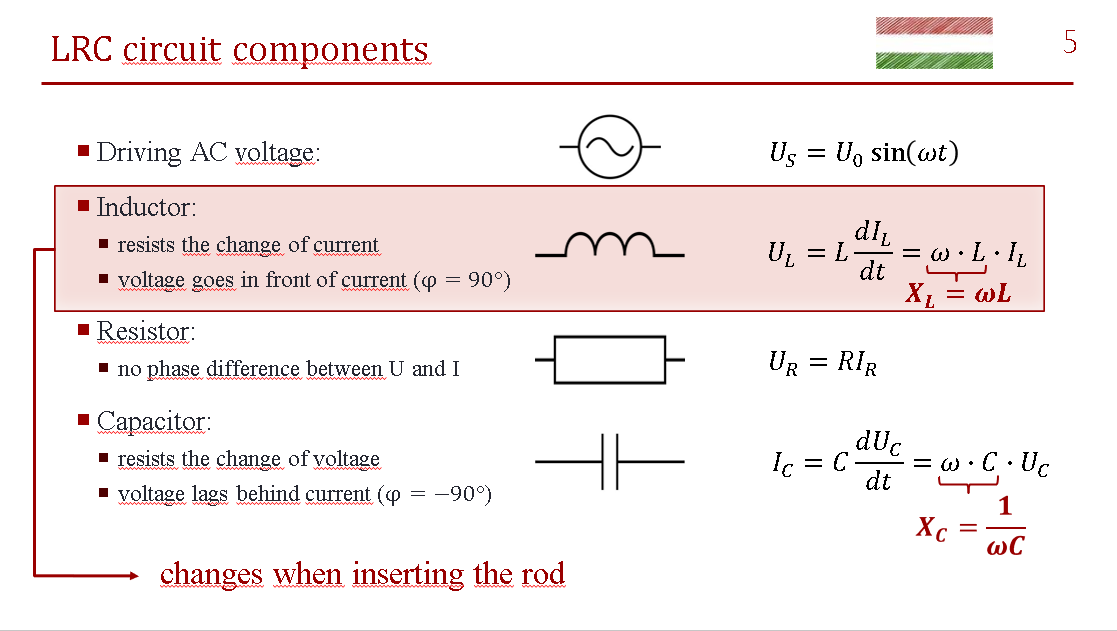 LRC circuit components
5
Driving AC voltage:
U_S = U_0 sin(ωt)
Inductor:
resists the change of current
voltage goes in front of current (φ = 90°)
U_L = L dI_L/dt = ω · L · I_L
X_L = ωL
Resistor:
no phase difference between U and I
U_R = RI_R
Capacitor:
resists the change of voltage
voltage lags behind current (φ = −90°)
I_C = C dU_C/dt = ω · C · U_C
X_C = 1/ωC
changes when inserting the rod